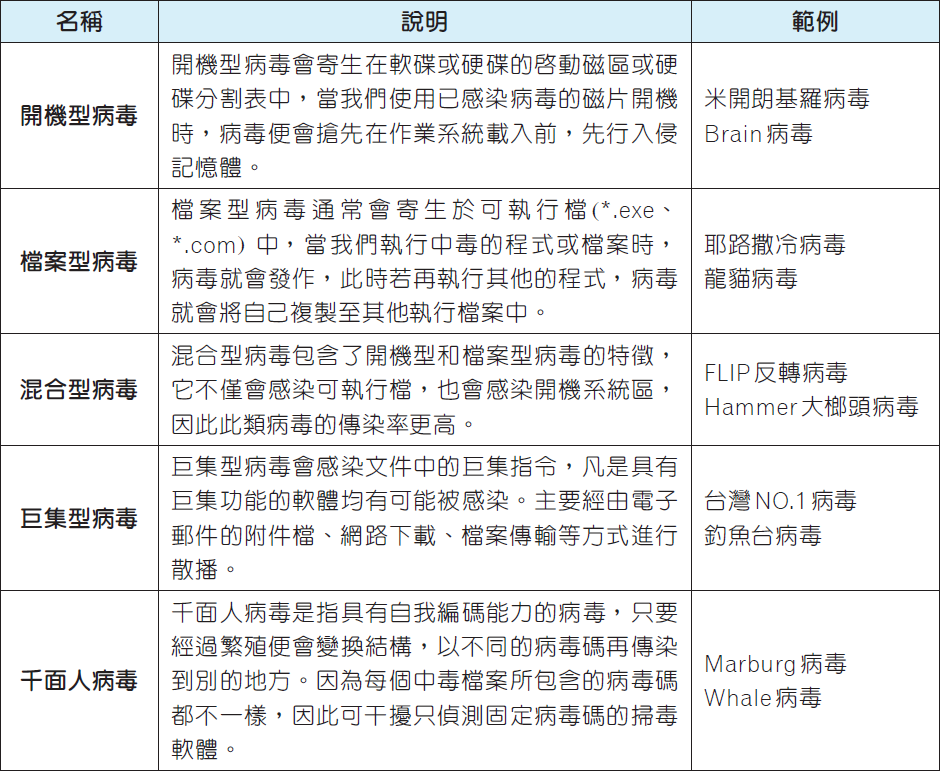 名稱 說明 範例
開機型病毒
開機型病毒會寄生在軟碟或硬碟的啓動磁區或硬
碟分割表中，當我們使用已感染病毒的磁片開機
時，病毒便會搶先在作業系統載入前，先行入侵
記憶體。
米開朗基羅病毒
Brain病毒
檔案型病毒
檔案型病毒通常會寄生於可執行檔(*.exe、
*.com) 中，當我們執行中毒的程式或檔案時，
病毒就會發作，此時若再執行其他的程式，病毒
就會將自己複製至其他執行檔案中。
耶路撒冷病毒
龍貓病毒
混合型病毒
混合型病毒包含了開機型和檔案型病毒的特徵，
它不僅會感染可執行檔，也會感染開機系統區，
因此此類病毒的傳染率更高。
FLIP反轉病毒
Hammer大榔頭病毒
巨集型病毒
巨集型病毒會感染文件中的巨集指令，凡是具有
巨集功能的軟體均有可能被感染。主要經由電子
郵件的附件檔、網路下載、檔案傳輸等方式進行
散播。
台灣NO.1病毒
釣魚台病毒
千面人病毒
千面人病毒是指具有自我編碼能力的病毒，只要
經過繁殖便會變換結構，以不同的病毒碼再傳染
到別的地方。因為每個中毒檔案所包含的病毒碼
都不一樣，因此可干擾只偵測固定病毒碼的掃毒
軟體。
Marburg病毒
Whale病毒